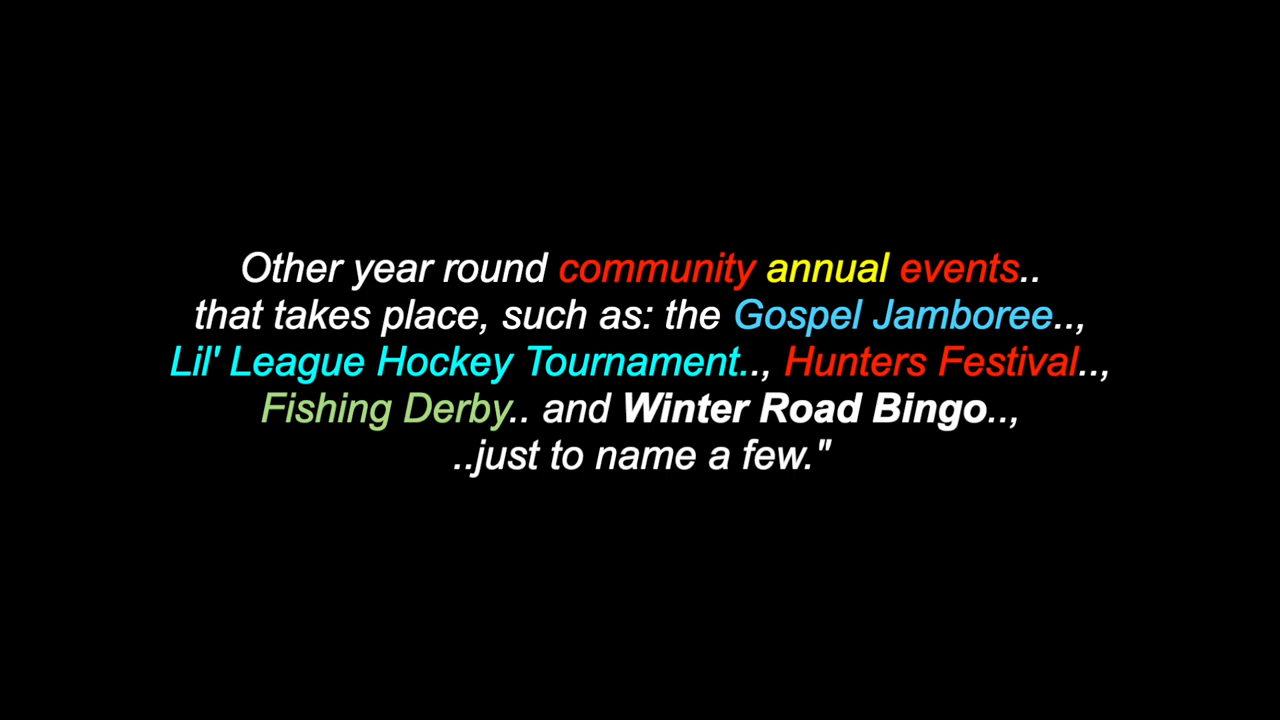 Other year round community annual events..
that takes place, such as: the Gospel Jamboree..,
Lil' League Hockey Tournament.., Hunters Festival..,
Fishing Derby.. and Winter Road Bingo..,
..just to name a few."